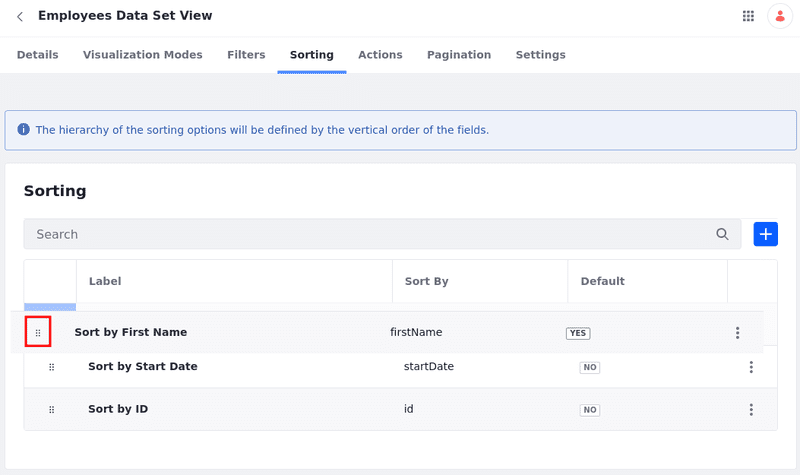 Employees Data Set View
Details Visualization Modes Filters Sorting Actions Pagination Settings
The hierarchy of the sorting options will be defined by the vertical order of the fields.
Sorting
Search
Label Sort By Default
Sort by First Name firstName YES
Sort by Start Date startDate NO
Sort by ID id NO